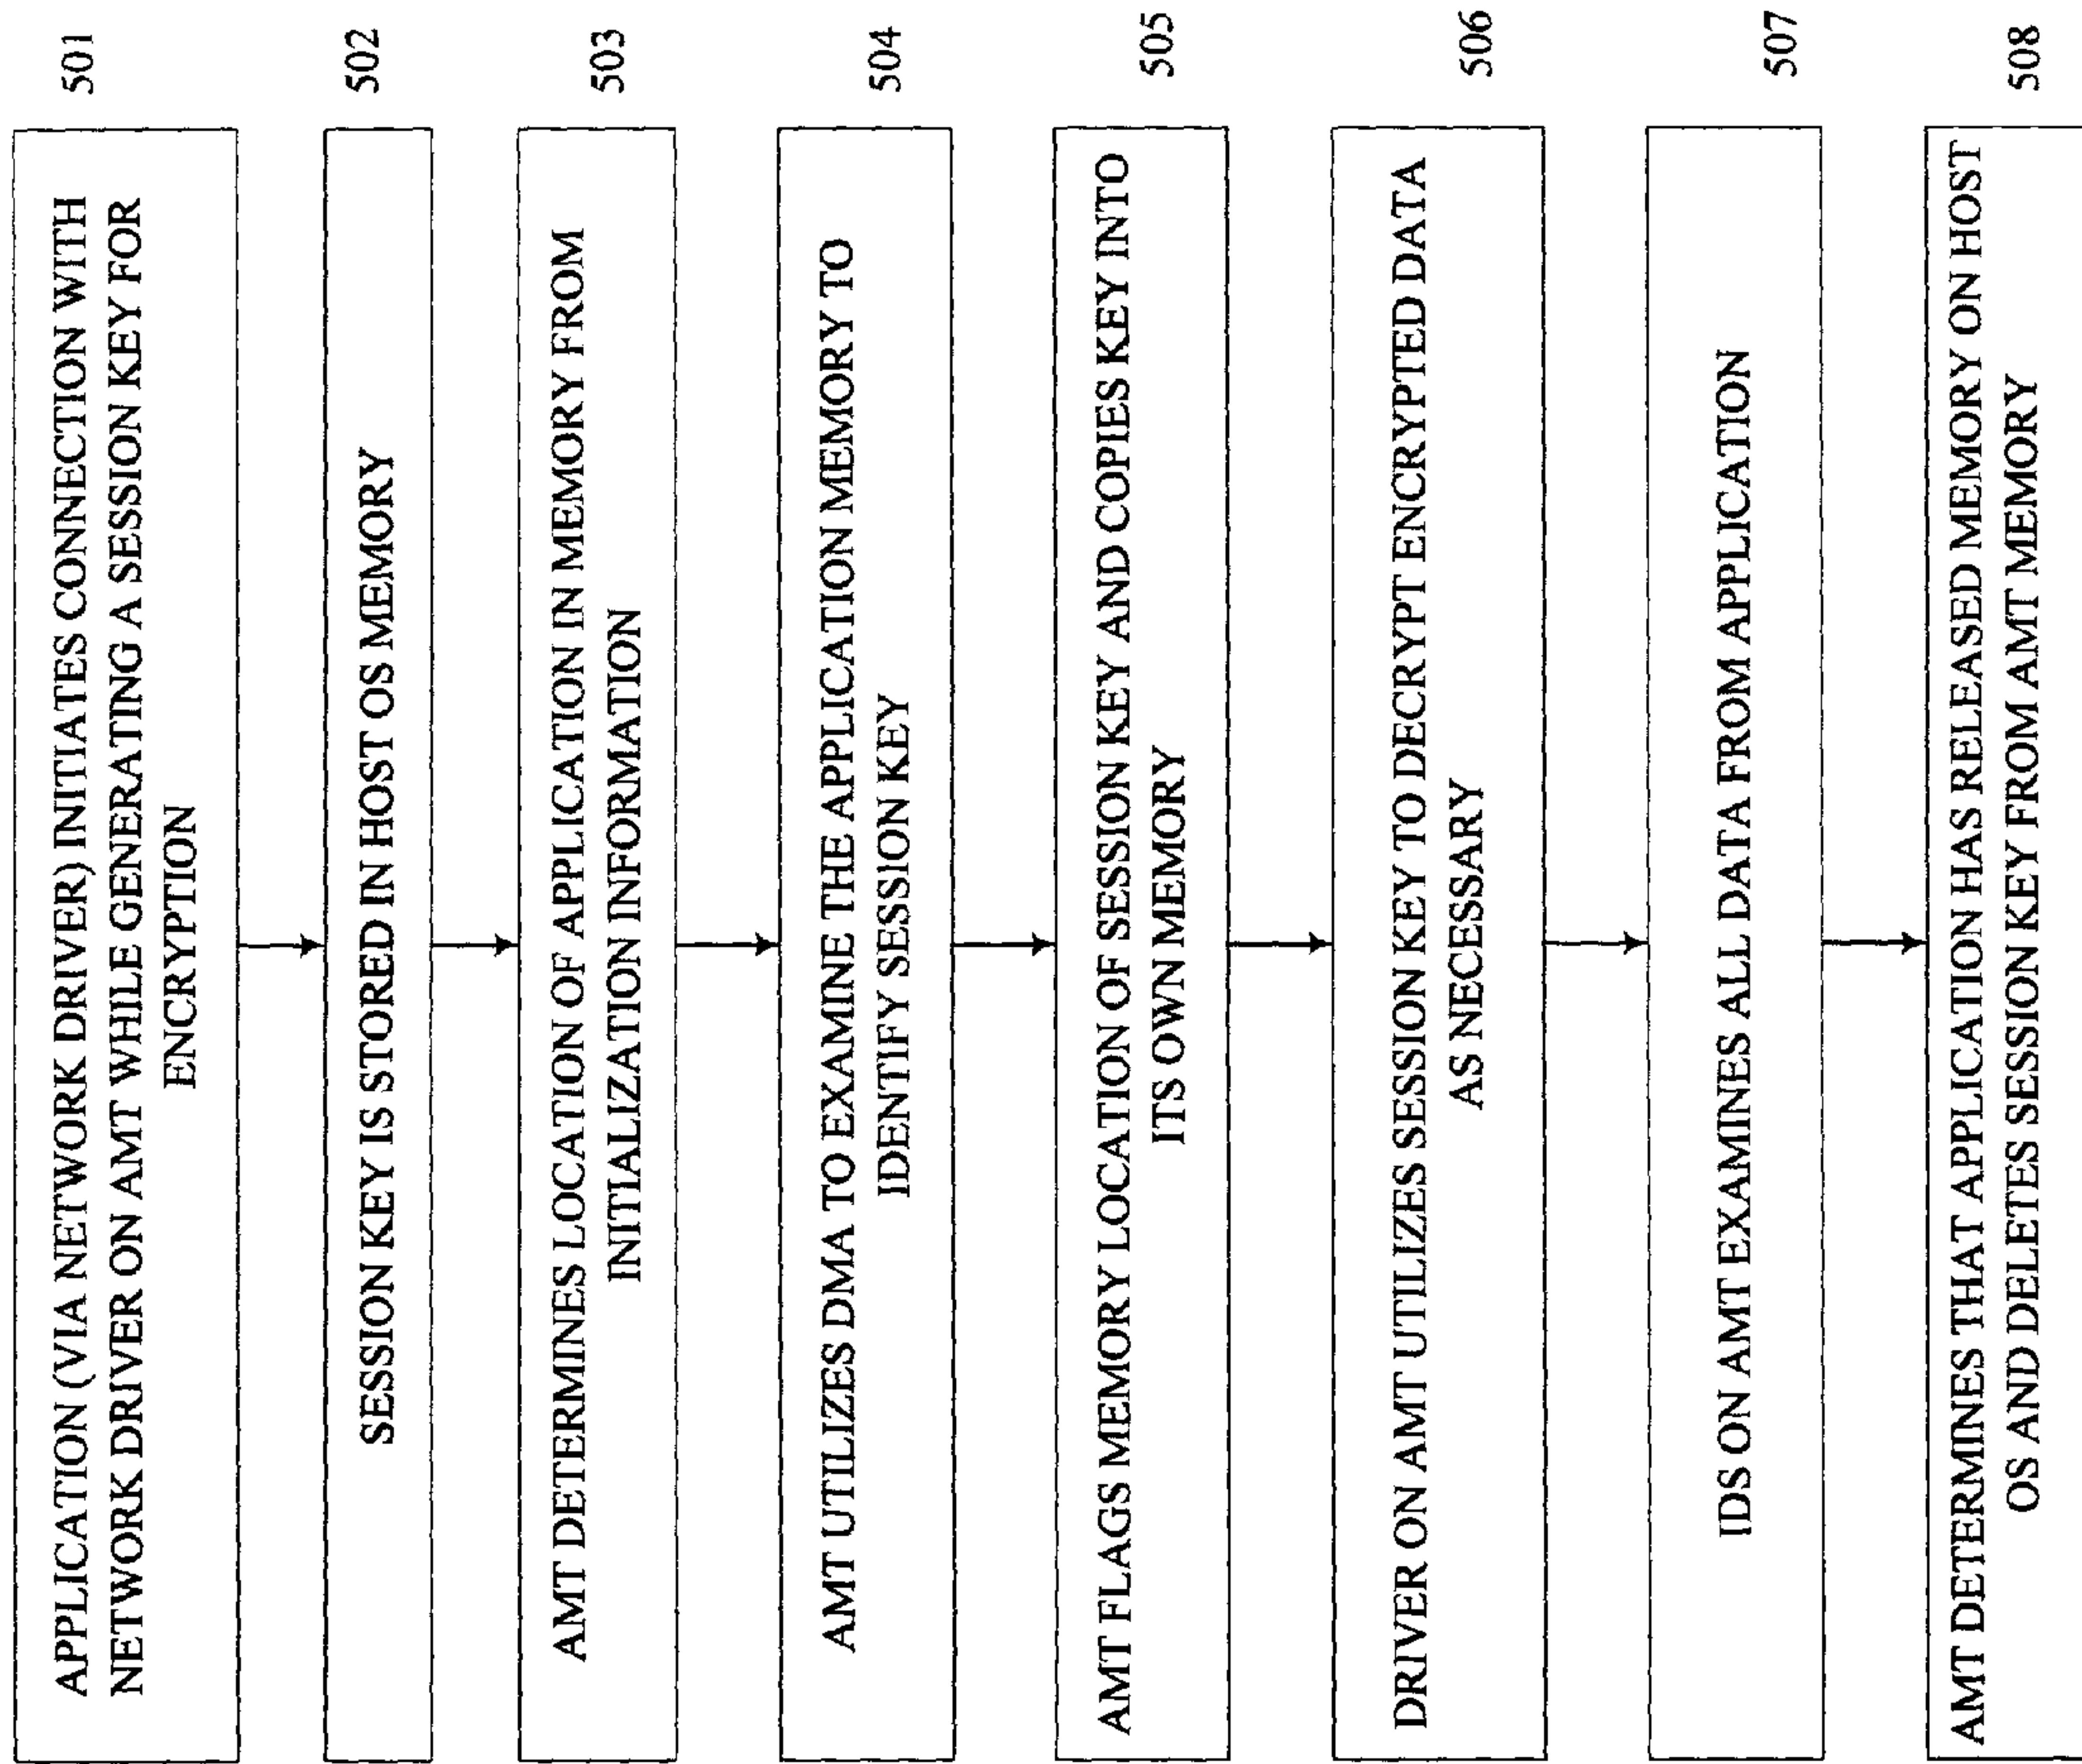 APPLICATION (VIA NETWORK DRIVER) INITIATES CONNECTION WITH
NETWORK DRIVER ON AMT WHILE GENERATING A SESSION KEY FOR
ENCRYPTION
501
SESSION KEY IS STORED IN HOST OS MEMORY
502
AMT DETERMINES LOCATION OF APPLICATION IN MEMORY FROM
INITIALIZATION INFORMATION
503
AMT UTILIZES DMA TO EXAMINE THE APPLICATION MEMORY TO
IDENTIFY SESSION KEY
504
AMT FLAGS MEMORY LOCATION OF SESSION KEY AND COPIES KEY INTO
ITS OWN MEMORY
505
DRIVER ON AMT UTILIZES SESSION KEY TO DECRYPT ENCRYPTED DATA
AS NECESSARY
506
IDS ON AMT EXAMINES ALL DATA FROM APPLICATION
507
AMT DETERMINES THAT APPLICATION HAS RELEASED MEMORY ON HOST
OS AND DELETES SESSION KEY FROM AMT MEMORY
508